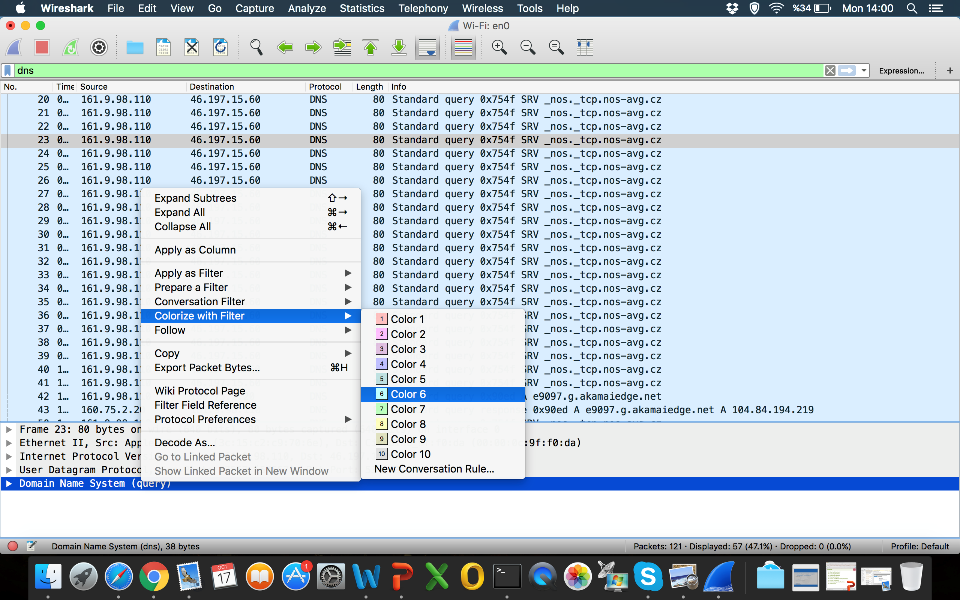 Wireshark File Edit View Go Capture Analyze Statistics Telephony Wireless Tools Help %34 Mon 14:00
Wi-Fi: en0
dns Expression... +
No. Time Source Destination Protocol Length Info
20 0... 161.9.98.110 46.197.15.60 DNS 80 Standard query 0x754f SRV _nos._tcp.nos-avg.cz
21 0... 161.9.98.110 46.197.15.60 DNS 80 Standard query 0x754f SRV _nos._tcp.nos-avg.cz
22 0... 161.9.98.110 46.197.15.60 DNS 80 Standard query 0x754f SRV _nos._tcp.nos-avg.cz
23 0... 161.9.98.110 46.197.15.60 DNS 80 Standard query 0x754f SRV _nos._tcp.nos-avg.cz
24 0... 161.9.98.110 46.197.15.60 DNS 80 Standard query 0x754f SRV _nos._tcp.nos-avg.cz
25 0... 161.9.98.110 46.197.15.60 DNS 80 Standard query 0x754f SRV _nos._tcp.nos-avg.cz
26 0... 161.9.98.110 46.197.15.60 DNS 80 Standard query 0x754f SRV _nos._tcp.nos-avg.cz
27 0... 161.9.98.1 80 Standard query 0x754f SRV _nos._tcp.nos-avg.cz
28 0... 161.9.98.1 80 Standard query 0x754f SRV _nos._tcp.nos-avg.cz
29 0... 161.9.98.1 80 Standard query 0x754f SRV _nos._tcp.nos-avg.cz
30 0... 161.9.98.1 80 Standard query 0x754f SRV _nos._tcp.nos-avg.cz
31 0... 161.9.98.1 80 Standard query 0x754f SRV _nos._tcp.nos-avg.cz
32 0... 161.9.98.1 80 Standard query 0x754f SRV _nos._tcp.nos-avg.cz
33 0... 161.9.98.1 80 Standard query 0x754f SRV _nos._tcp.nos-avg.cz
34 0... 161.9.98.1 80 Standard query 0x754f SRV _nos._tcp.nos-avg.cz
35 0... 161.9.98.1 80 Standard query 0x754f SRV _nos._tcp.nos-avg.cz
36 0... 161.9.98.1 SRV _nos._tcp.nos-avg.cz
37 0... 161.9.98.1 SRV _nos._tcp.nos-avg.cz
38 0... 161.9.98.1 SRV _nos._tcp.nos-avg.cz
39 0... 161.9.98.1 SRV _nos._tcp.nos-avg.cz
40 0... 161.9.98.1 SRV _nos._tcp.nos-avg.cz
41 0... 161.9.98.1 SRV _nos._tcp.nos-avg.cz
42 0... 161.9.98.1 A e9097.g.akamaiedge.net
43 0... 160.75.2.2 e 0x90ed A e9097.g.akamaiedge.net A 104.84.194.219
Expand Subtrees ⇧→
Expand All ⌘→
Collapse All ⌘←
Apply as Column
Apply as Filter
Prepare a Filter
Conversation Filter
Colorize with Filter
Follow
Copy
Export Packet Bytes... ⌘H
Wiki Protocol Page
Filter Field Reference
Protocol Preferences
Decode As...
Go to Linked Packet
Show Linked Packet in New Window
1 Color 1
2 Color 2
3 Color 3
4 Color 4
5 Color 5
6 Color 6
7 Color 7
8 Color 8
9 Color 9
10 Color 10
New Conversation Rule...
Frame 23: 80 bytes on
Ethernet II, Src: App :9f:f0:da)
Internet Protocol Ver
User Datagram Protoc
Domain Name System (query)
Domain Name System (dns), 38 bytes Packets: 121 · Displayed: 57 (47.1%) · Dropped: 0 (0.0%) Profile: Default
17
1